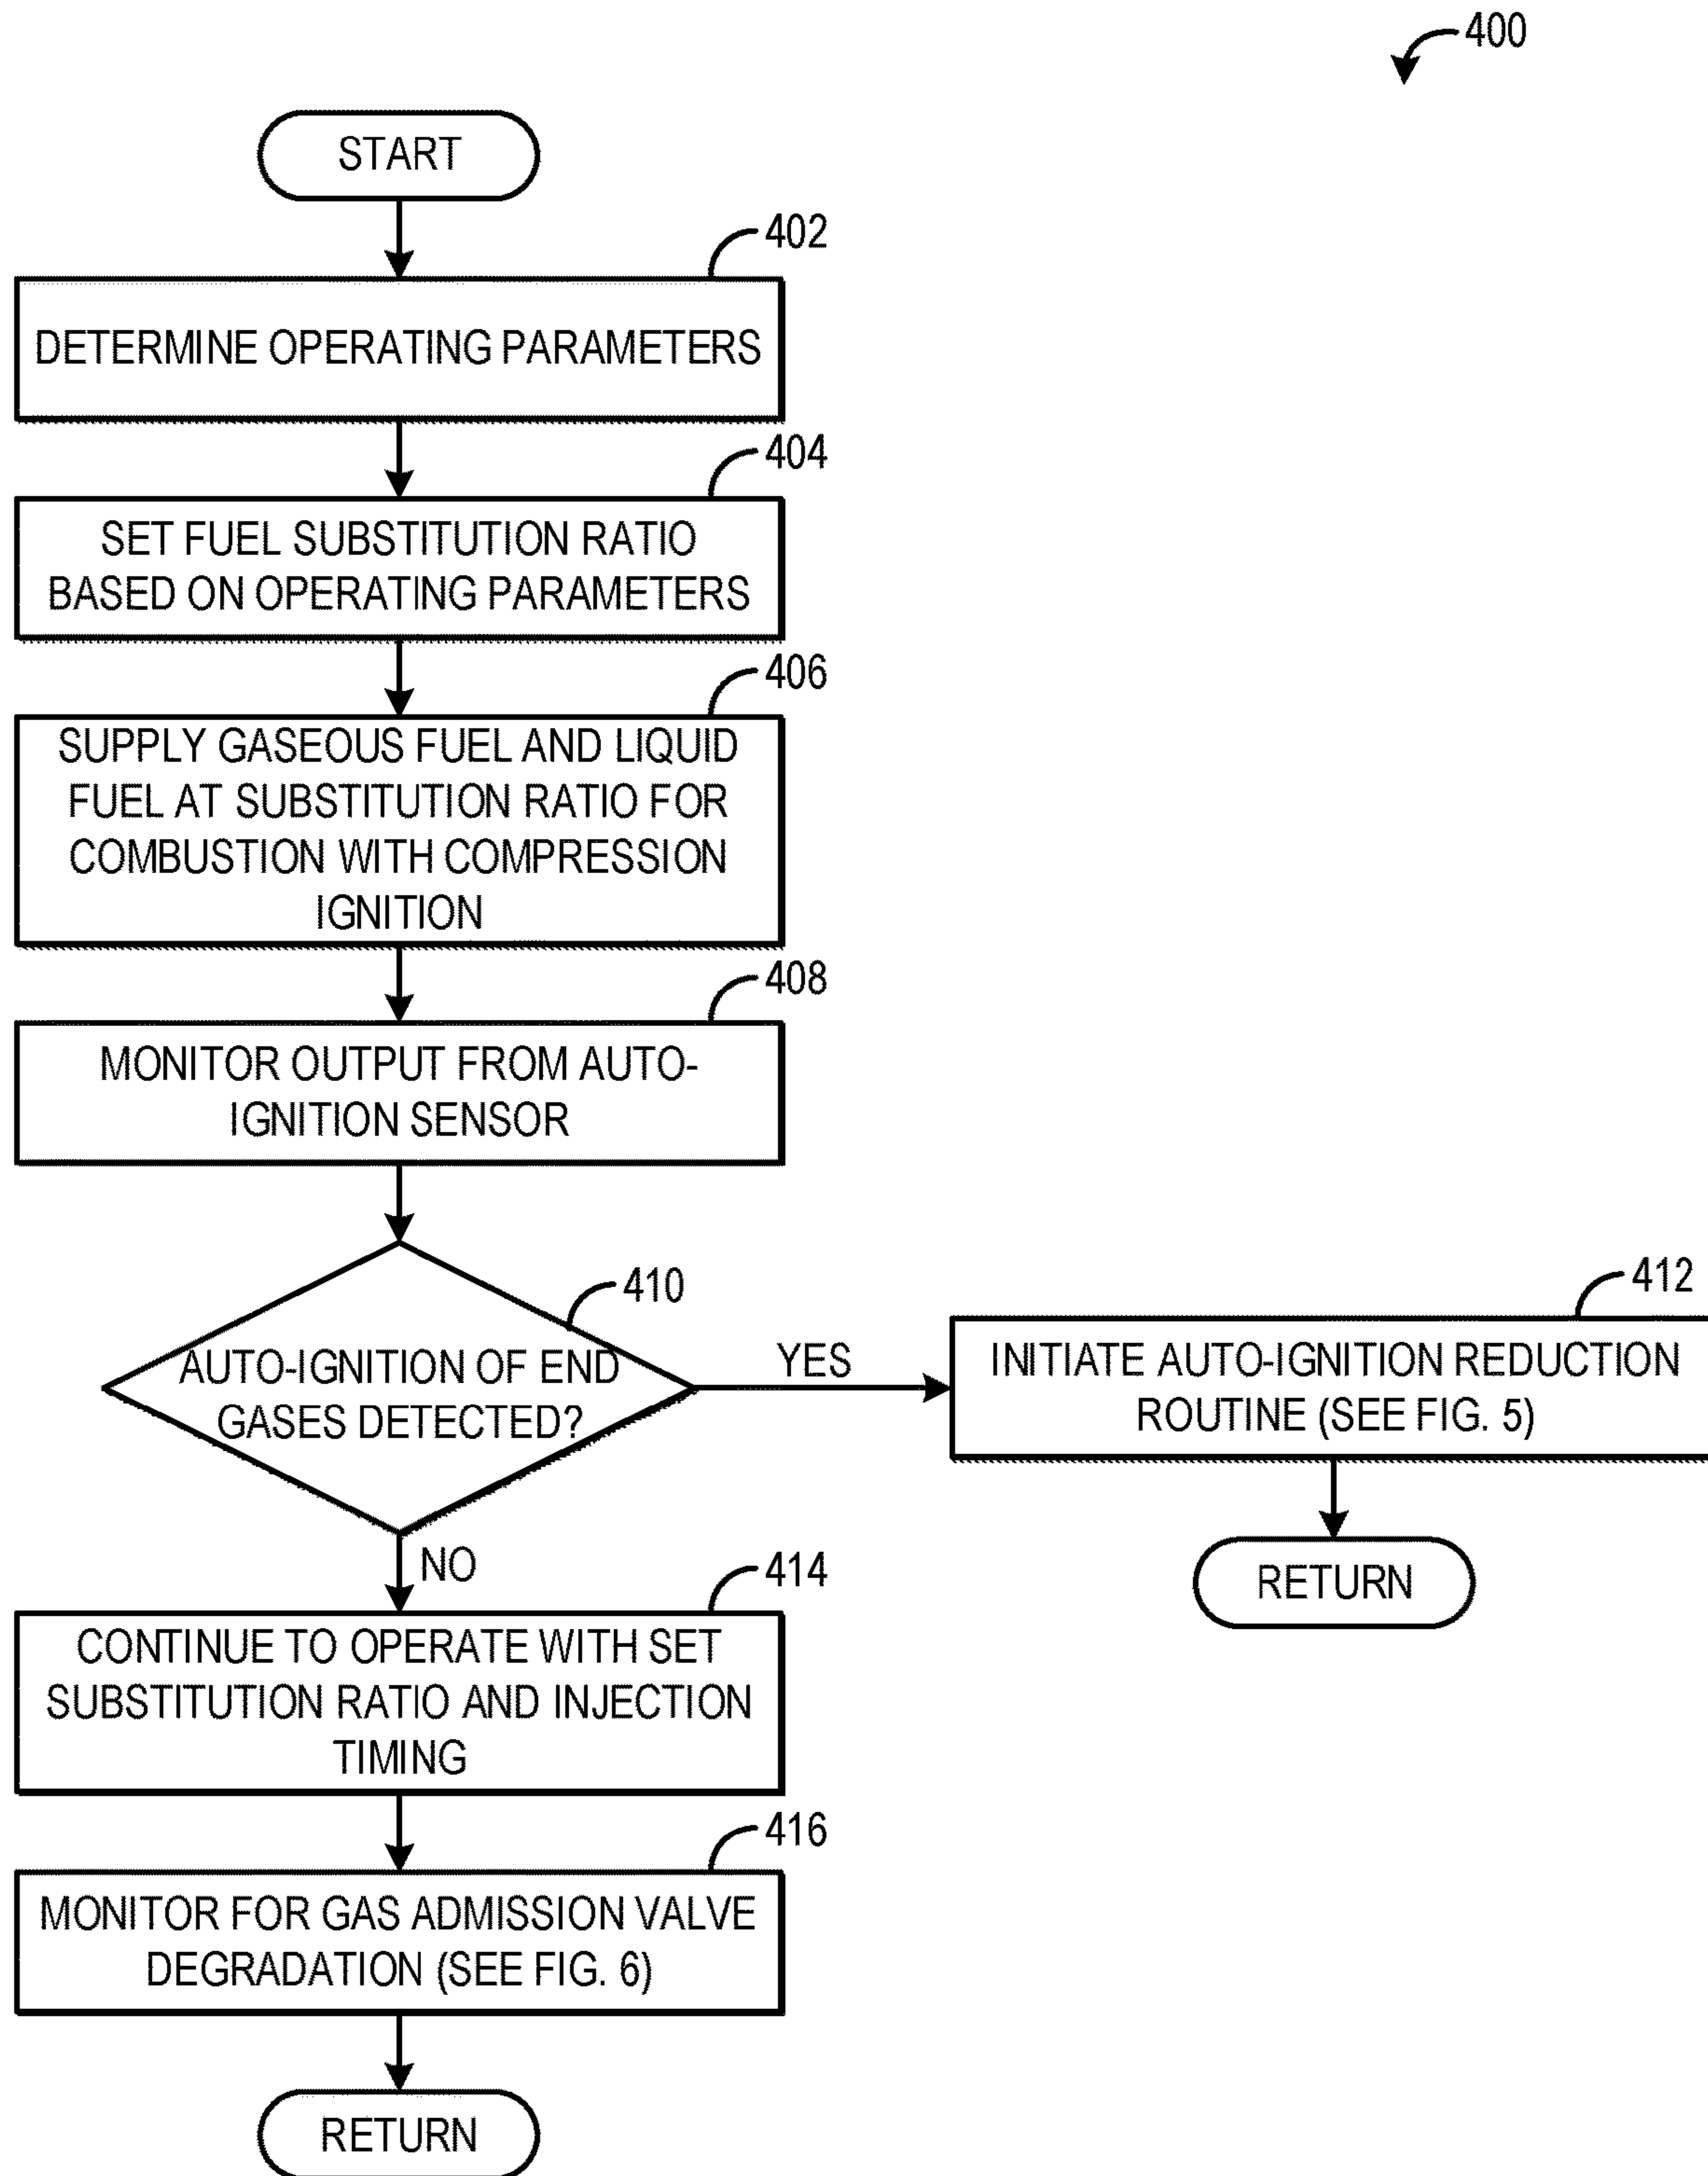 400
START
402
DETERMINE OPERATING PARAMETERS
404
SET FUEL SUBSTITUTION RATIO
BASED ON OPERATING PARAMETERS
406
SUPPLY GASEOUS FUEL AND LIQUID
FUEL AT SUBSTITUTION RATIO FOR
COMBUSTION WITH COMPRESSION
IGNITION
408
MONITOR OUTPUT FROM AUTO-
IGNITION SENSOR
410
AUTO-IGNITION OF END
GASES DETECTED?
YES
412
INITIATE AUTO-IGNITION REDUCTION
ROUTINE (SEE FIG. 5)
RETURN
NO
414
CONTINUE TO OPERATE WITH SET
SUBSTITUTION RATIO AND INJECTION
TIMING
416
MONITOR FOR GAS ADMISSION VALVE
DEGRADATION (SEE FIG. 6)
RETURN